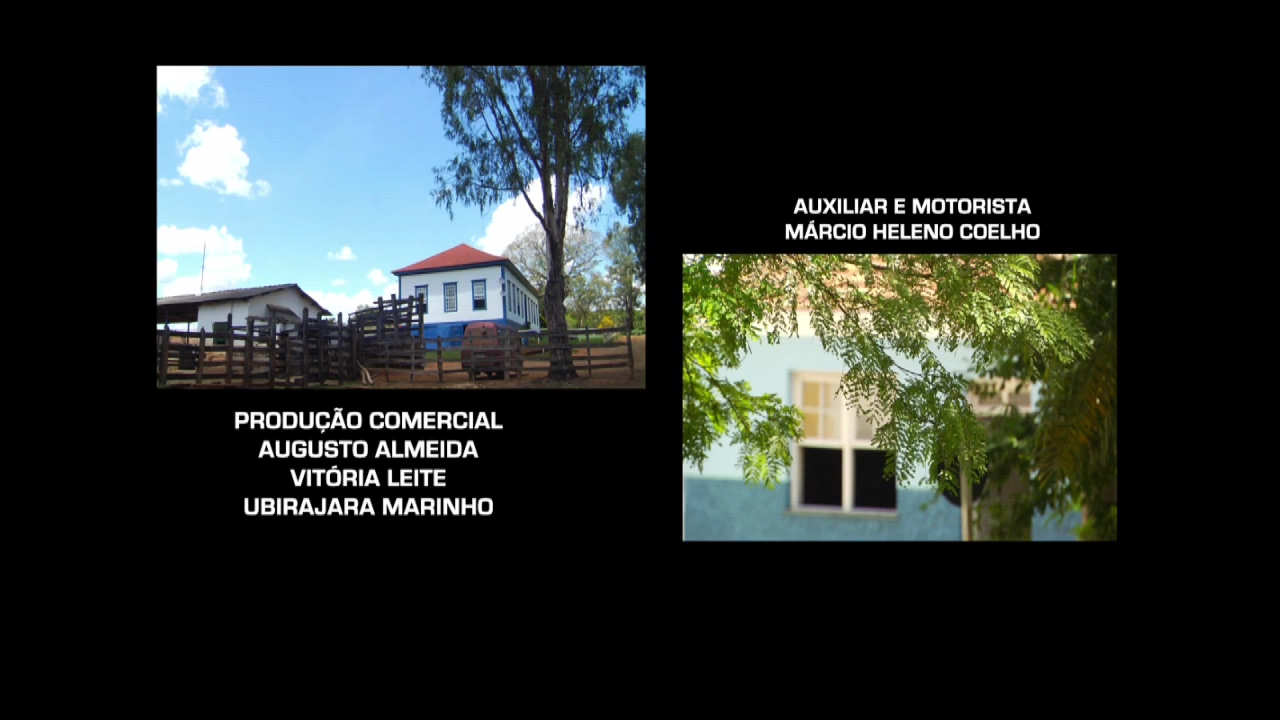 PRODUÇÃO COMERCIAL
AUGUSTO ALMEIDA
VITÓRIA LEITE
UBIRAJARA MARINHO
AUXILIAR E MOTORISTA
MÁRCIO HELENO COELHO